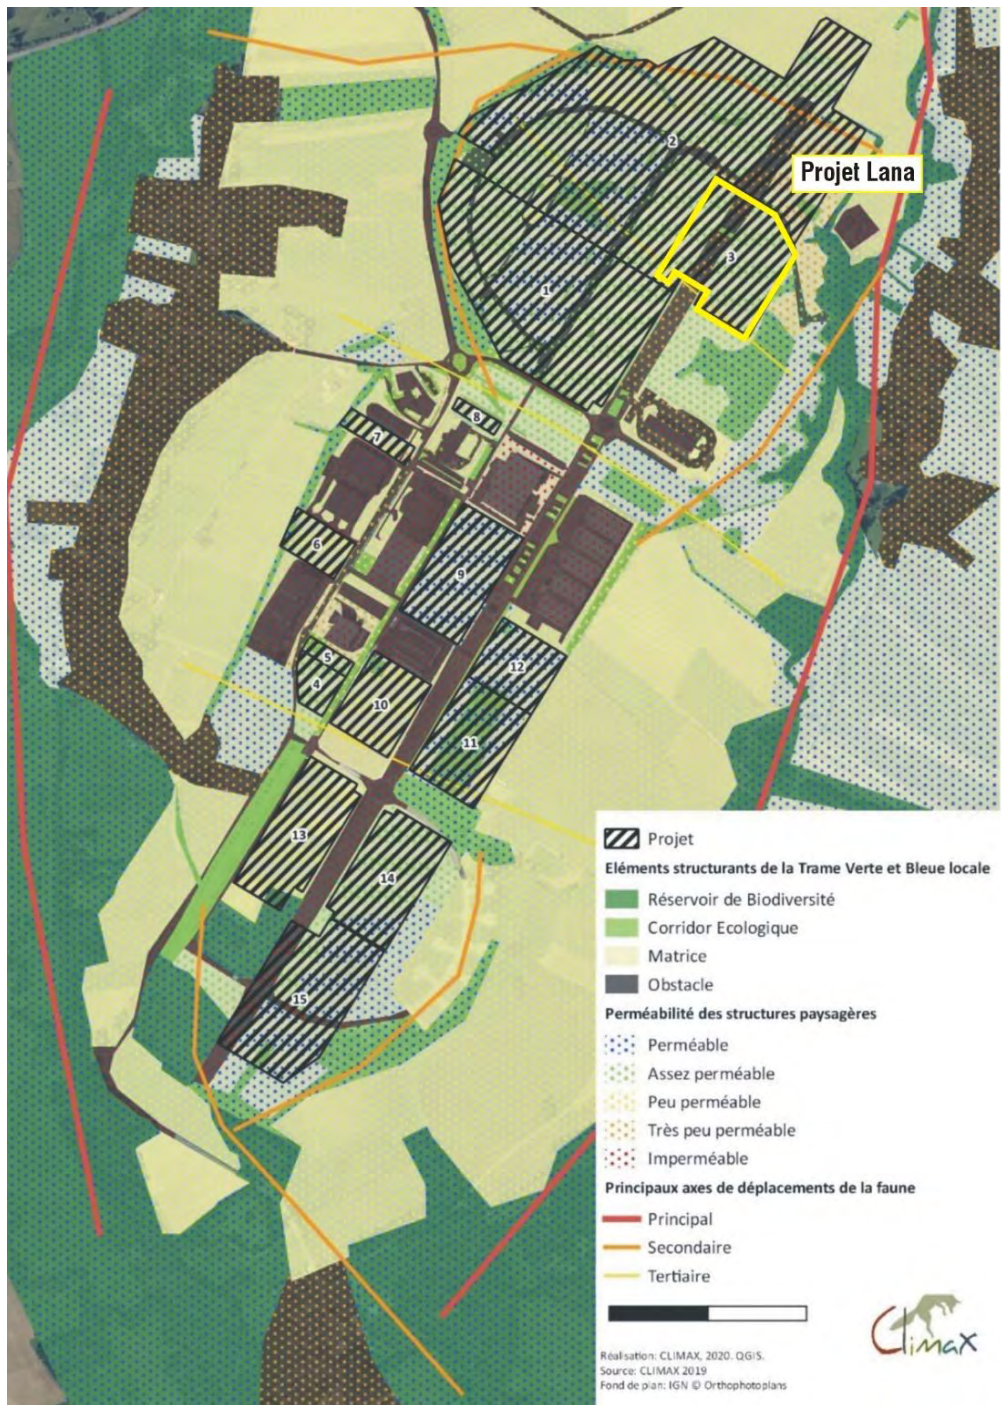 Projet Lana
2
3
1
8
7
6
9
5
4
12
10
11
13
14
15
Projet
Eléments structurants de la Trame Verte et Bleue locale
Réservoir de Biodiversité
Corridor Ecologique
Matrice
Obstacle
Perméabilité des structures paysagères
Perméable
Assez perméable
Peu perméable
Très peu perméable
Imperméable
Principaux axes de déplacements de la faune
Principal
Secondaire
Tertiaire
Réalisation: CLIMAX, 2020. QGIS.
Source: CLIMAX 2019
Fond de plan: IGN © Orthophotoplans
Climax